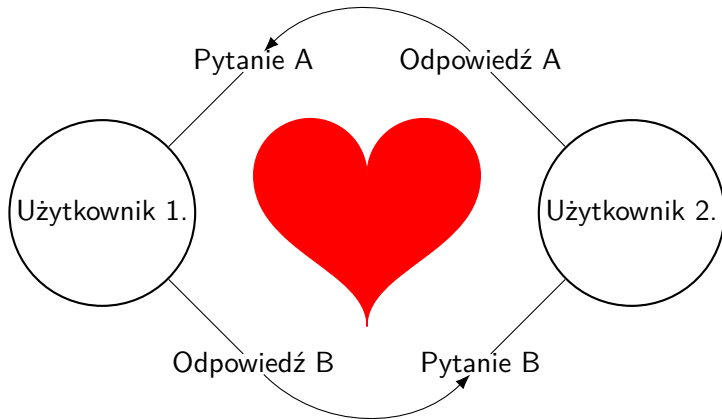 Pytanie A
Odpowiedź A
Użytkownik 1.
Użytkownik 2.
Odpowiedź B
Pytanie B